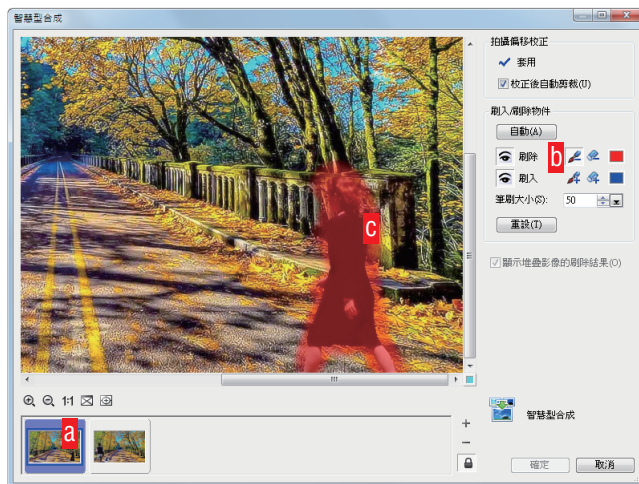 智慧型合成
拍攝偏移校正
套用
校正後自動剪裁(U)
刷入/刷除物件
自動(A)
刷除
b
刷入
筆刷大小(S): 50
重設(T)
顯示堆疊影像的刷除結果(O)
c
1:1
a
智慧型合成
確定 取消